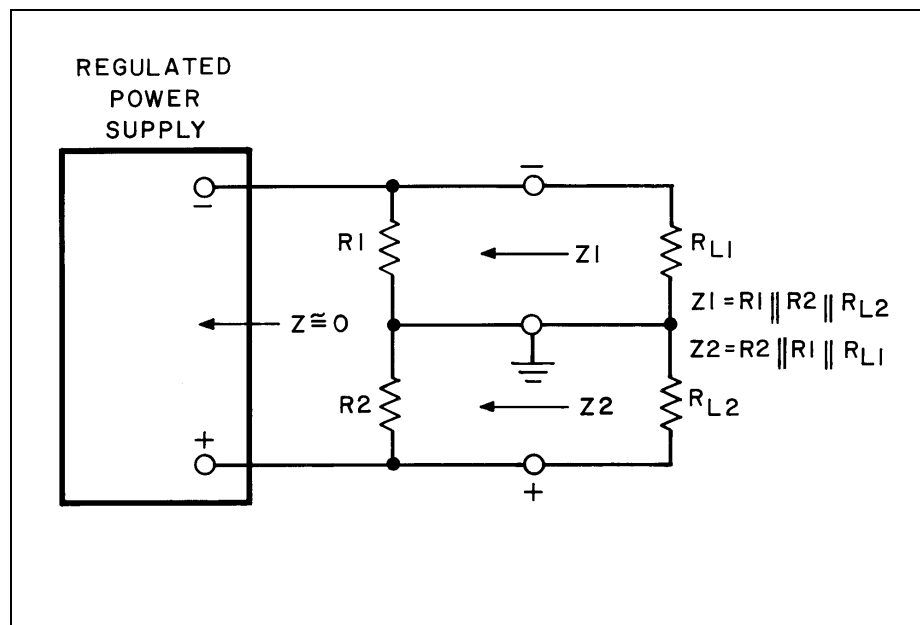 REGULATED
POWER
SUPPLY
−
−
R1
Z1
RL1
Z≅0
Z1=R1||R2||RL2
Z2=R2||R1||RL1
R2
Z2
RL2
+
+